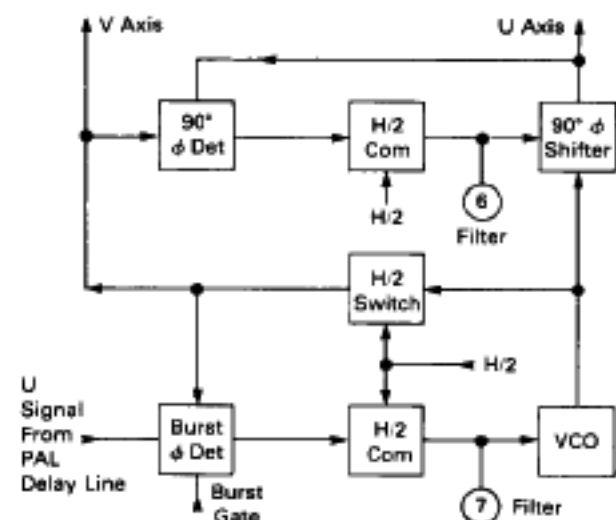 V Axis
U Axis
90°
ϕ Det
H/2
Com
90° ϕ
Shifter
H/2
6
Filter
H/2
Switch
H/2
U
Signal
From
PAL
Delay Line
Burst
ϕ Det
H/2
Com
VCO
Burst
Gate
7
Filter